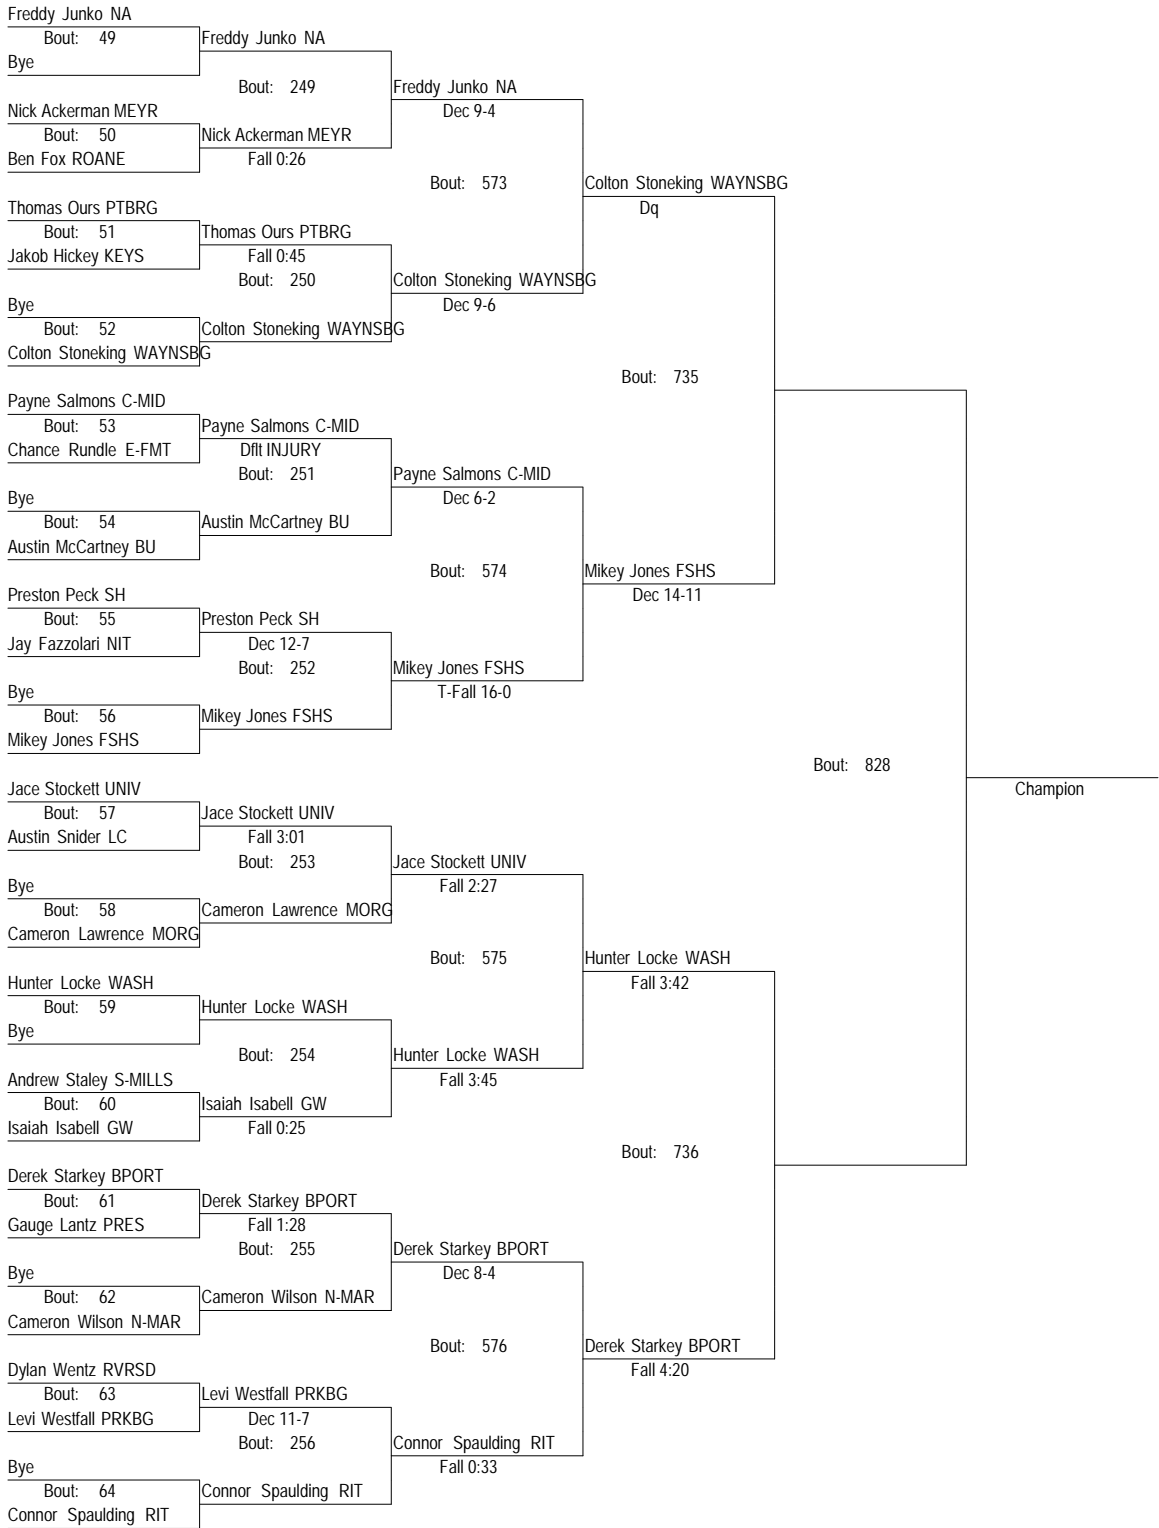 Freddy Junko NA
Bout: 49
Freddy Junko NA
Bye
Bout: 249
Freddy Junko NA
Nick Ackerman MEYR
Dec 9-4
Bout: 50
Nick Ackerman MEYR
Ben Fox ROANE
Fall 0:26
Bout: 573
Colton Stoneking WAYNSBG
Thomas Ours PTBRG
Dq
Bout: 51
Thomas Ours PTBRG
Jakob Hickey KEYS
Fall 0:45
Bout: 250
Colton Stoneking WAYNSBG
Bye
Dec 9-6
Bout: 52
Colton Stoneking WAYNSBG
Colton Stoneking WAYNSBG
Bout: 735
Payne Salmons C-MID
Bout: 53
Payne Salmons C-MID
Chance Rundle E-FMT
Dflt INJURY
Bout: 251
Payne Salmons C-MID
Bye
Dec 6-2
Bout: 54
Austin McCartney BU
Austin McCartney BU
Bout: 574
Mikey Jones FSHS
Preston Peck SH
Dec 14-11
Bout: 55
Preston Peck SH
Jay Fazzolari NIT
Dec 12-7
Bout: 252
Mikey Jones FSHS
Bye
T-Fall 16-0
Bout: 56
Mikey Jones FSHS
Mikey Jones FSHS
Bout: 828
Jace Stockett UNIV
Champion
Bout: 57
Jace Stockett UNIV
Austin Snider LC
Fall 3:01
Bout: 253
Jace Stockett UNIV
Bye
Fall 2:27
Bout: 58
Cameron Lawrence MORG
Cameron Lawrence MORG
Bout: 575
Hunter Locke WASH
Hunter Locke WASH
Fall 3:42
Bout: 59
Hunter Locke WASH
Bye
Bout: 254
Hunter Locke WASH
Andrew Staley S-MILLS
Fall 3:45
Bout: 60
Isaiah Isabell GW
Isaiah Isabell GW
Fall 0:25
Bout: 736
Derek Starkey BPORT
Bout: 61
Derek Starkey BPORT
Gauge Lantz PRES
Fall 1:28
Bout: 255
Derek Starkey BPORT
Bye
Dec 8-4
Bout: 62
Cameron Wilson N-MAR
Cameron Wilson N-MAR
Bout: 576
Derek Starkey BPORT
Dylan Wentz RVRSD
Fall 4:20
Bout: 63
Levi Westfall PRKBG
Levi Westfall PRKBG
Dec 11-7
Bout: 256
Connor Spaulding RIT
Bye
Fall 0:33
Bout: 64
Connor Spaulding RIT
Connor Spaulding RIT